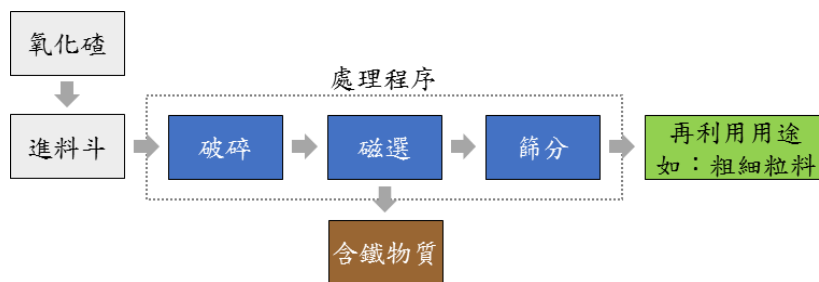 氧化碴
處理程序
進料斗
破碎
磁選
篩分
再利用用途
如：粗細粒料
含鐵物質